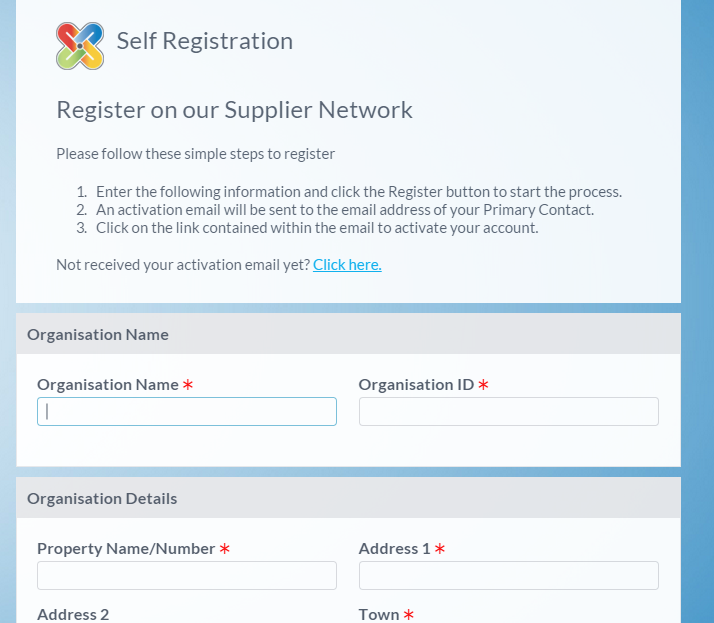 Self Registration
Register on our Supplier Network
Please follow these simple steps to register
1. Enter the following information and click the Register button to start the process.
2. An activation email will be sent to the email address of your Primary Contact.
3. Click on the link contained within the email to activate your account.
Not received your activation email yet? Click here.
Organisation Name
Organisation Name * Organisation ID *
Organisation Details
Property Name/Number * Address 1 *
Address 2 Town *